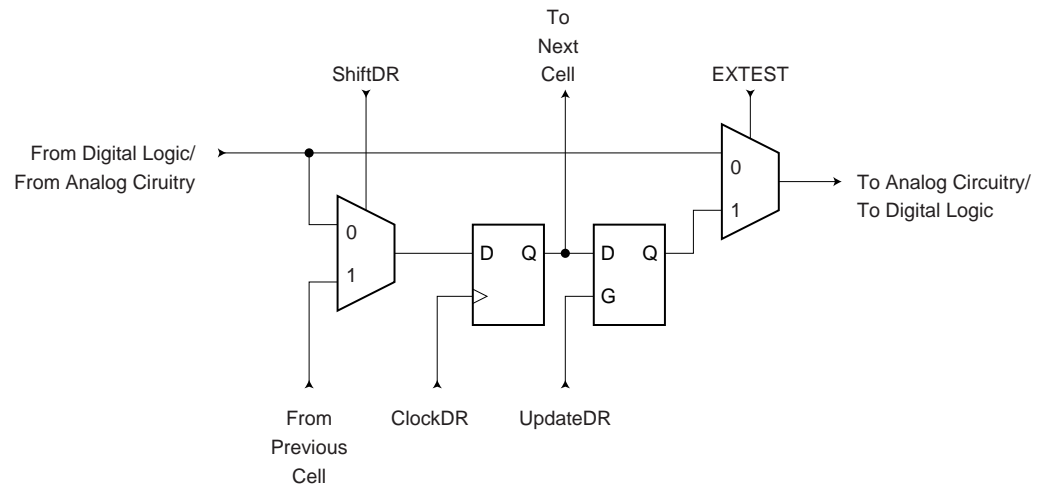 To
Next
Cell
ShiftDR
EXTEST
From Digital Logic/
From Analog Ciruitry
0
1
To Analog Circuitry/
To Digital Logic
0
1
D Q
D Q
G
From
Previous
Cell
ClockDR
UpdateDR